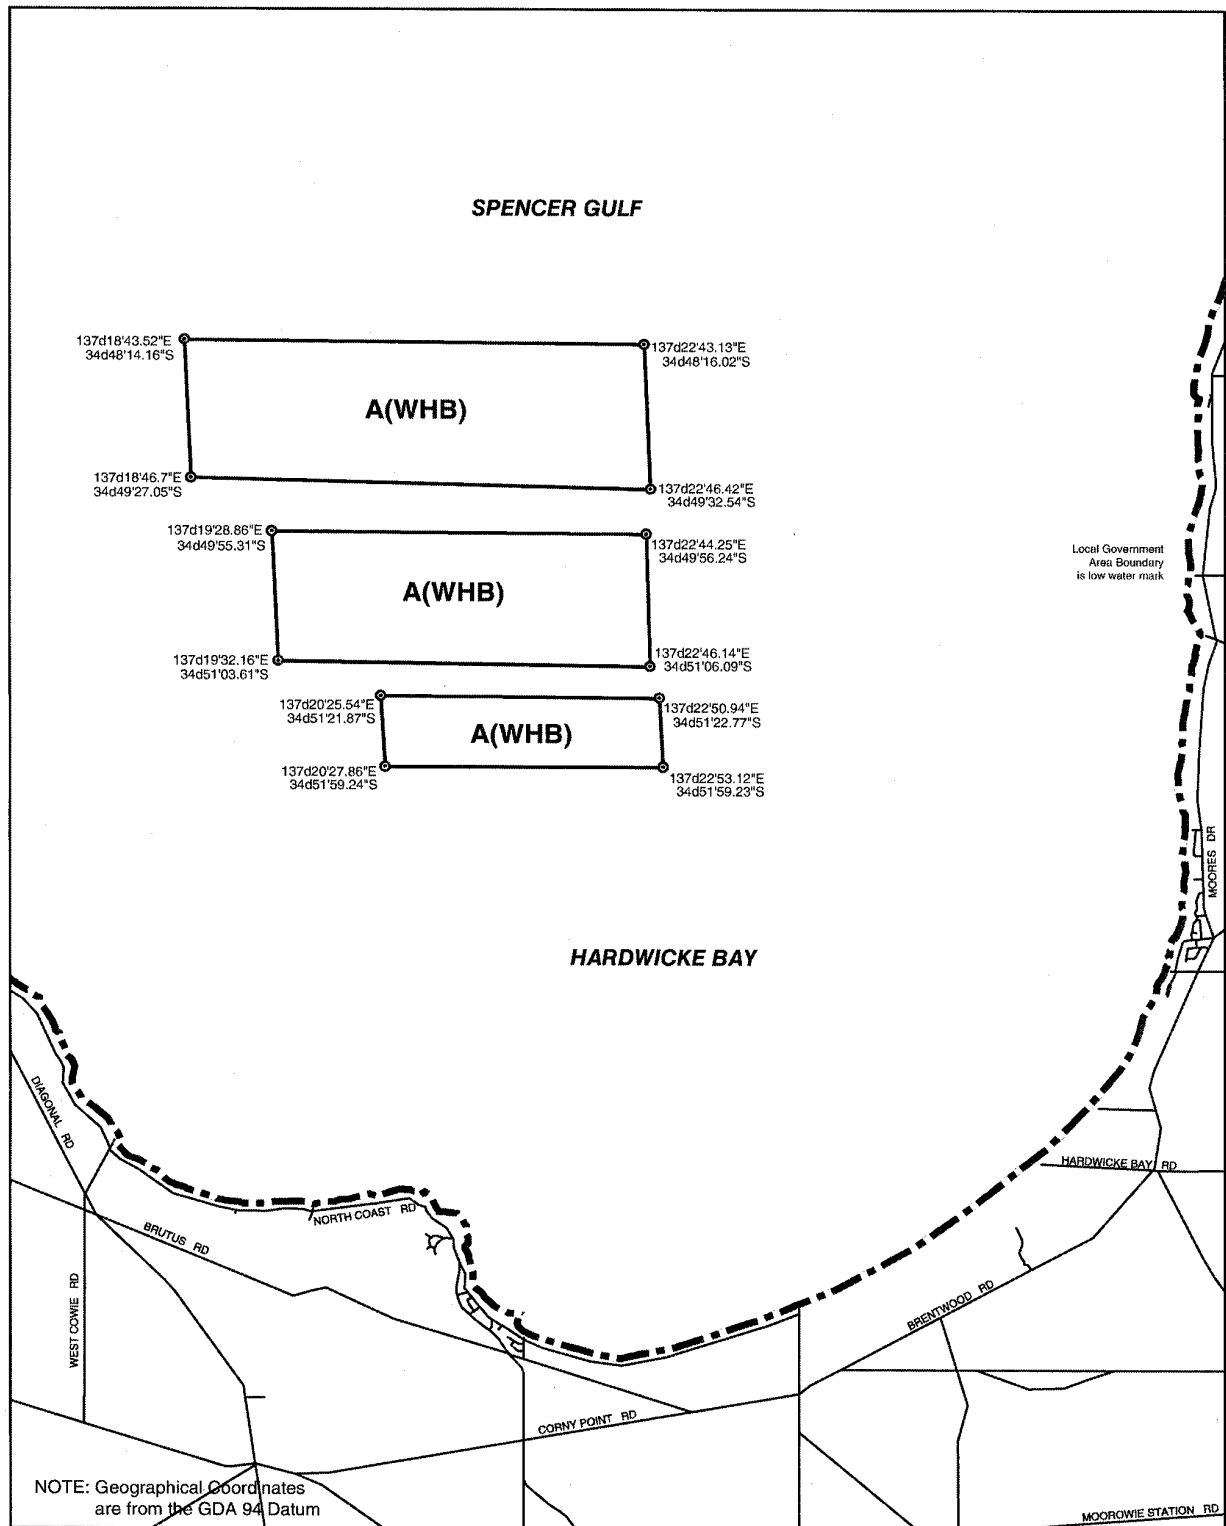 SPENCER GULF
137d18'43.52"E
34d48'14.16"S
137d22'43.13"E
34d48'16.02"S
A(WHB)
137d18'46.7"E
34d49'27.05"S
137d22'46.42"E
34d49'32.54"S
137d19'28.86"E
34d49'55.31"S
137d22'44.25"E
34d49'56.24"S
Local Government
Area Boundary
is low water mark
A(WHB)
137d19'32.16"E
34d51'03.61"S
137d22'46.14"E
34d51'06.09"S
137d20'25.54"E
34d51'21.87"S
137d22'50.94"E
34d51'22.77"S
A(WHB)
137d20'27.86"E
34d51'59.24"S
137d22'53.12"E
34d51'59.23"S
MOORES DR
HARDWICKE BAY
DIAGONAL RD
HARDWICKE BAY RD
NORTH COAST RD
BRUTUS RD
WEST COWIE RD
BRENTWOOD RD
CORNY POINT RD
NOTE: Geographical Coordinates
are from the GDA 94 Datum
MOOROWIE STATION RD